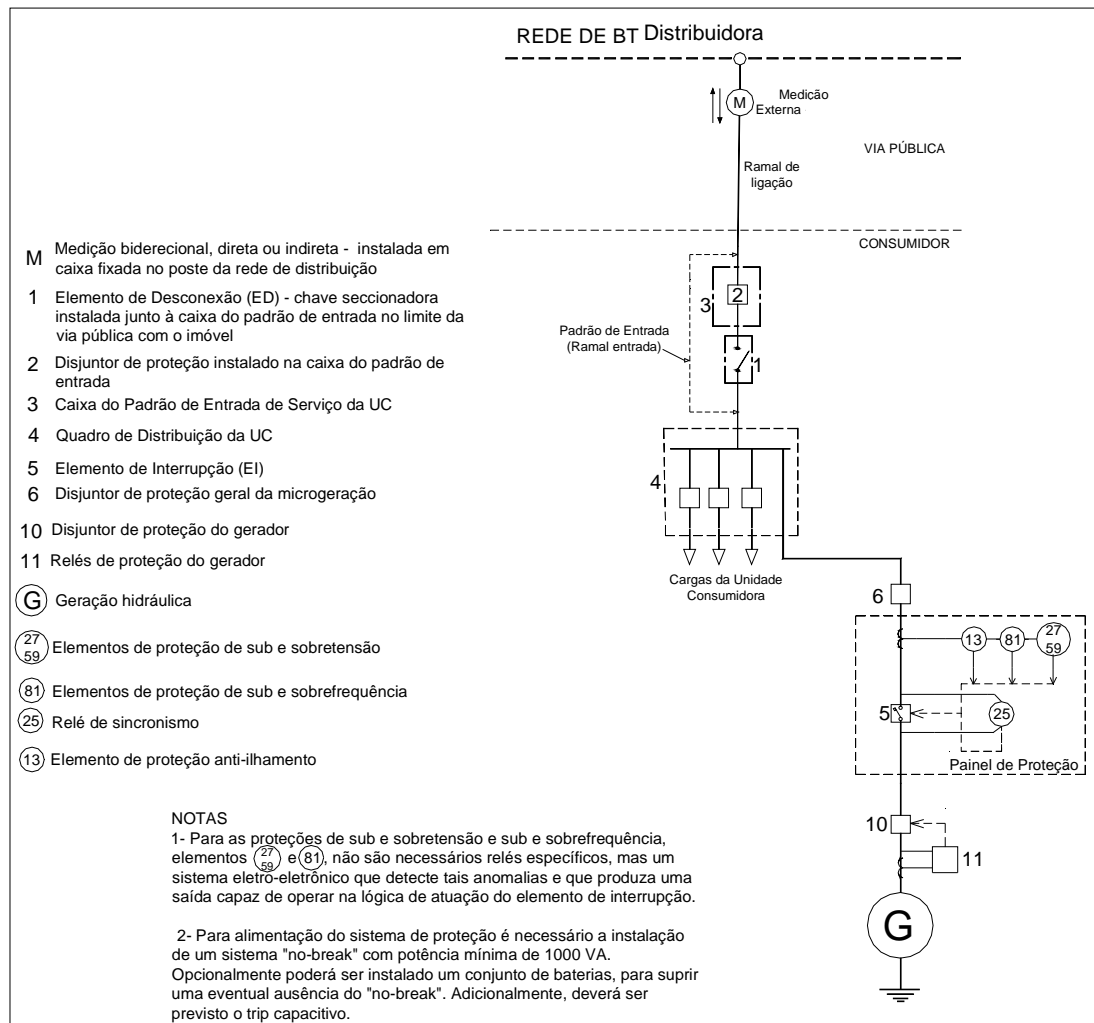 REDE DE BT Distribuidora
M
Medição
Externa
VIA PÚBLICA
Ramal de
ligação
CONSUMIDOR
M Medição biderecional, direta ou indireta - instalada em
caixa fixada no poste da rede de distribuição
1 Elemento de Desconexão (ED) - chave seccionadora
instalada junto à caixa do padrão de entrada no limite da
via pública com o imóvel
2 Disjuntor de proteção instalado na caixa do padrão de
entrada
3 Caixa do Padrão de Entrada de Serviço da UC
4 Quadro de Distribuição da UC
5 Elemento de Interrupção (EI)
6 Disjuntor de proteção geral da microgeração
10 Disjuntor de proteção do gerador
11 Relés de proteção do gerador
G Geração hidráulica
27
59 Elementos de proteção de sub e sobretensão
81 Elementos de proteção de sub e sobrefrequência
25 Relé de sincronismo
13 Elemento de proteção anti-ilhamento
2
3
Padrão de Entrada
(Ramal entrada)
1
4
Cargas da Unidade
Consumidora
6
13 81 27
59
5
25
Painel de Proteção
10
11
G
NOTAS
1- Para as proteções de sub e sobretensão e sub e sobrefrequência,
elementos 27 59 e 81, não são necessários relés específicos, mas um
sistema eletro-eletrônico que detecte tais anomalias e que produza uma
saída capaz de operar na lógica de atuação do elemento de interrupção.
2- Para alimentação do sistema de proteção é necessário a instalação
de um sistema "no-break" com potência mínima de 1000 VA.
Opcionalmente poderá ser instalado um conjunto de baterias, para suprir
uma eventual ausência do "no-break". Adicionalmente, deverá ser
previsto o trip capacitivo.